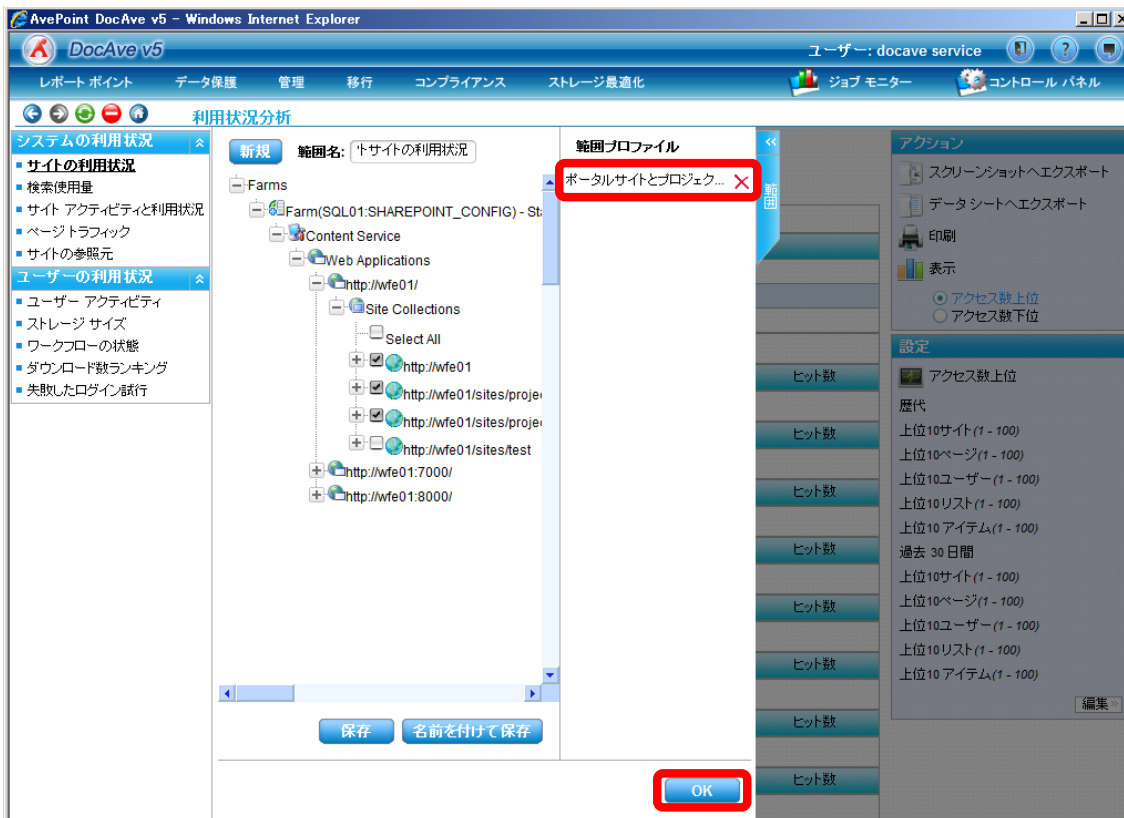 AvePoint DocAve v5 – Windows Internet Explorer
DocAve v5
ユーザー: docave service
レポート ポイント データ保護 管理 移行 コンプライアンス ストレージ最適化 ジョブ モニター コントロール パネル
利用状況分析
システムの利用状況
サイトの利用状況
検索使用量
サイト アクティビティと利用状況
ページトラフィック
サイトの参照元
ユーザーの利用状況
ユーザー アクティビティ
ストレージ サイズ
ワークフローの状態
ダウンロード数ランキング
失敗したログイン試行
新規 範囲名: トサイトの利用状況
Farms
Farm(SQL01:SHAREPOINT_CONFIG) - St
Content Service
Web Applications
http://wfe01/
Site Collections
Select All
http://wfe01
http://wfe01/sites/proje
http://wfe01/sites/proje
http://wfe01/sites/test
http://wfe01:7000/
http://wfe01:8000/
保存 名前を付けて保存
範囲プロファイル
ポータルサイトとプロジェク...
OK
範囲
ヒット数
ヒット数
ヒット数
ヒット数
ヒット数
ヒット数
ヒット数
ヒット数
アクション
スクリーンショットへエクスポート
データシートへエクスポート
印刷
表示
アクセス数上位
アクセス数下位
設定
アクセス数上位
歴代
上位10サイト(1 - 100)
上位10ページ(1 - 100)
上位10ユーザー(1 - 100)
上位10リスト(1 - 100)
上位10 アイテム(1 - 100)
過去 30 日間
上位10サイト(1 - 100)
上位10ページ(1 - 100)
上位10ユーザー(1 - 100)
上位10リスト(1 - 100)
上位10 アイテム(1 - 100)
編集